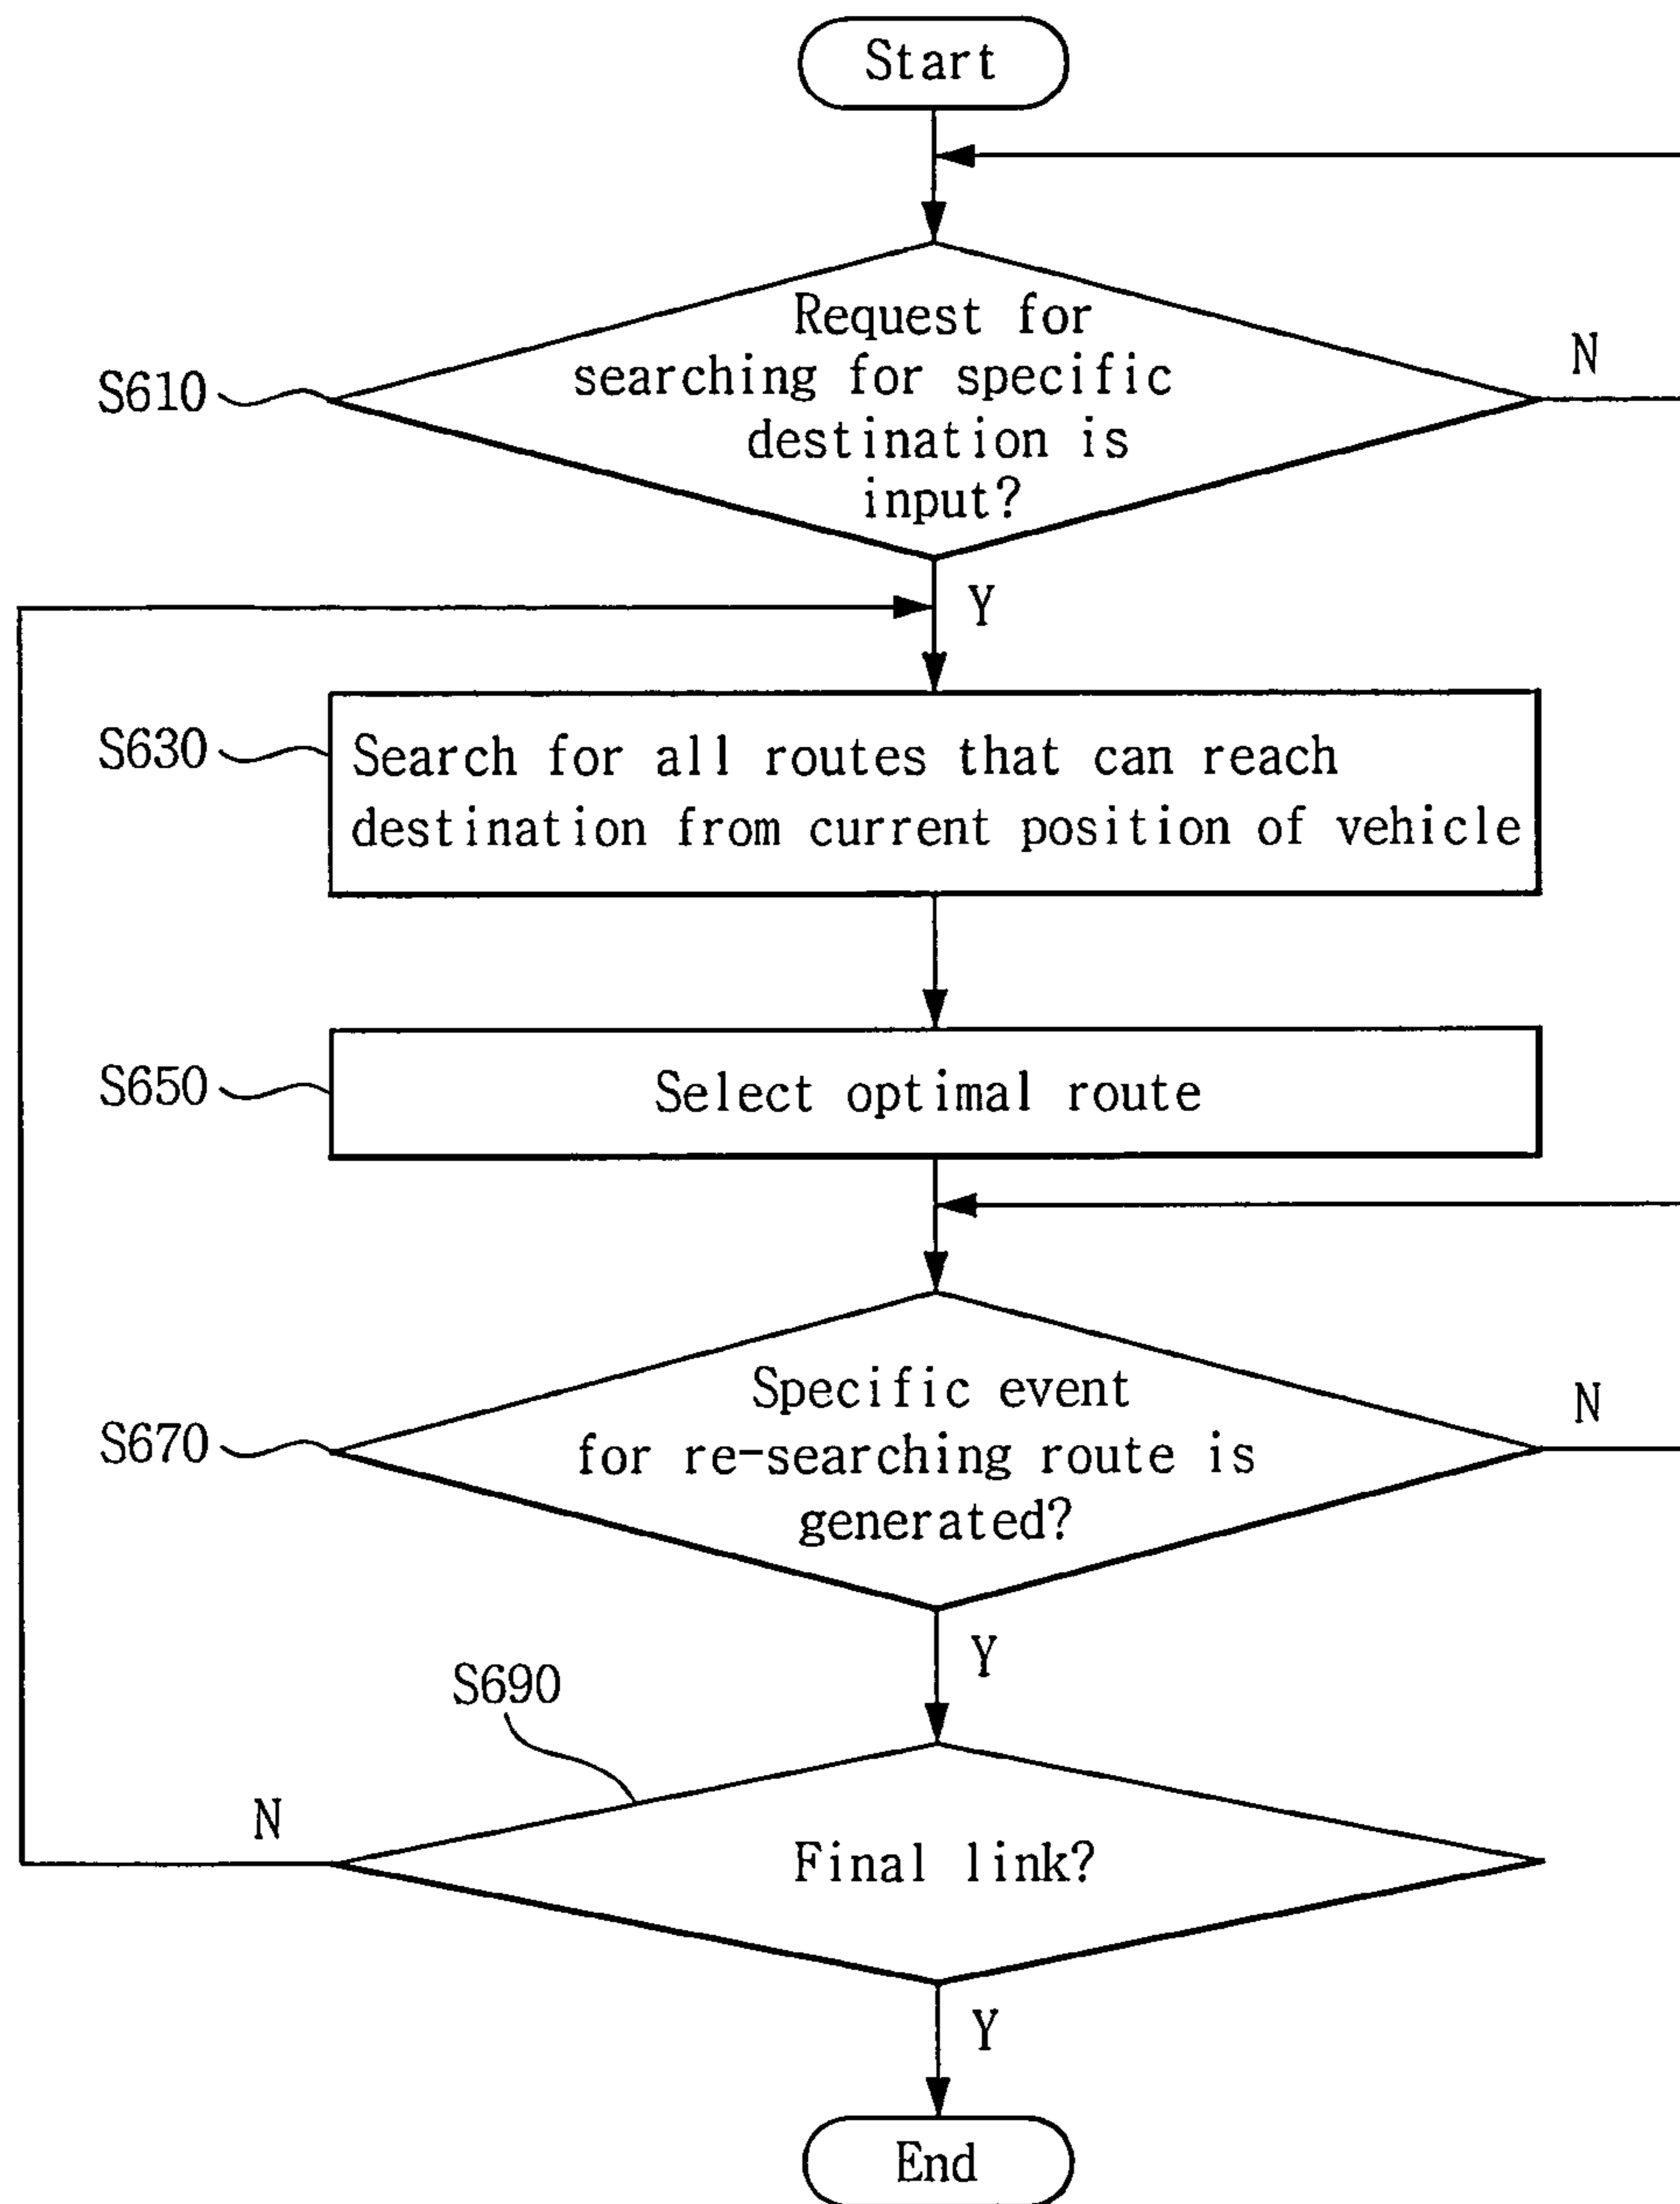 Start
Request for
searching for specific
destination is
input?
N
S610
Y
S630
Search for all routes that can reach
destination from current position of vehicle
S650
Select optimal route
Specific event
for re-searching route is
generated?
N
S670
Y
S690
N
Final link?
Y
End